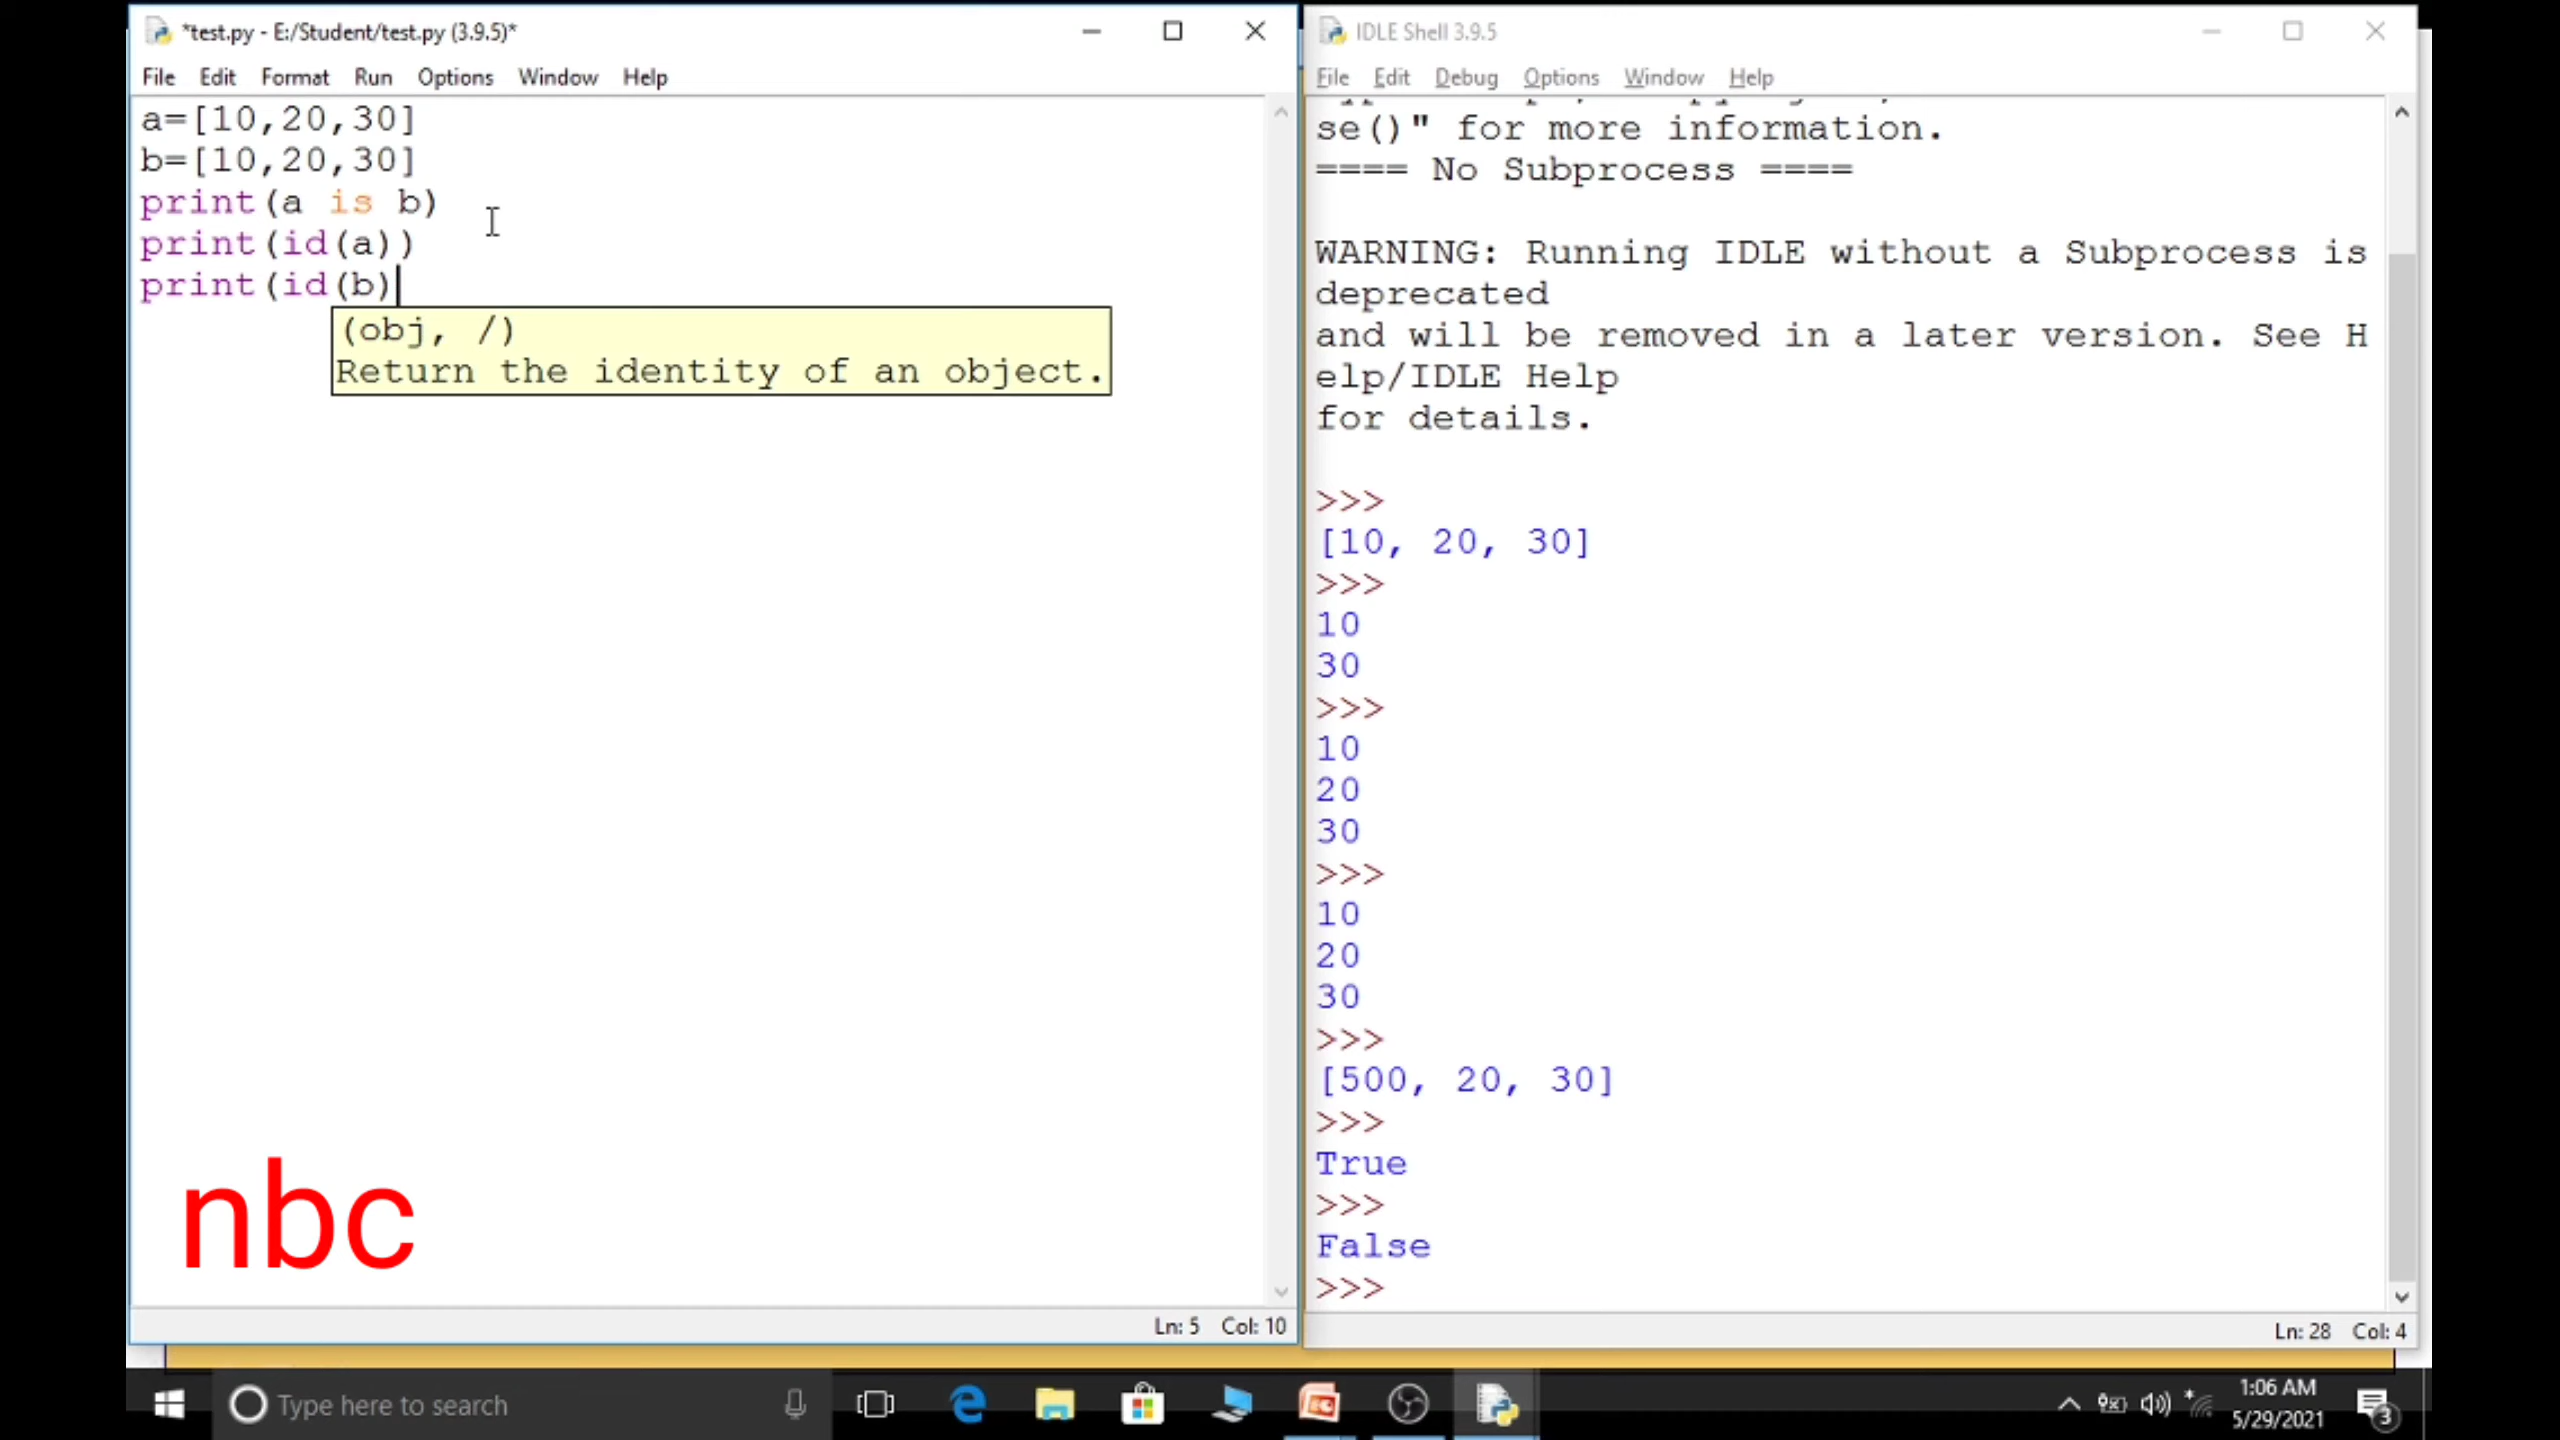 *test.py - E:/Student/test.py (3.9.5)*
File Edit Format Run Options Window Help
a=[10,20,30]
b=[10,20,30]
print(a is b)
print(id(a))
print(id(b)
(obj, /)
Return the identity of an object.
nbc
Ln: 5 Col: 10
IDLE Shell 3.9.5
File Edit Debug Options Window Help
se()" for more information.
==== No Subprocess ====
WARNING: Running IDLE without a Subprocess is
deprecated
and will be removed in a later version. See H
elp/IDLE Help
for details.
>>>
[10, 20, 30]
>>>
10
30
>>>
10
20
30
>>>
10
20
30
>>>
[500, 20, 30]
>>>
True
>>>
False
>>>
Ln: 28 Col: 4
Type here to search
1:06 AM
5/29/2021
3